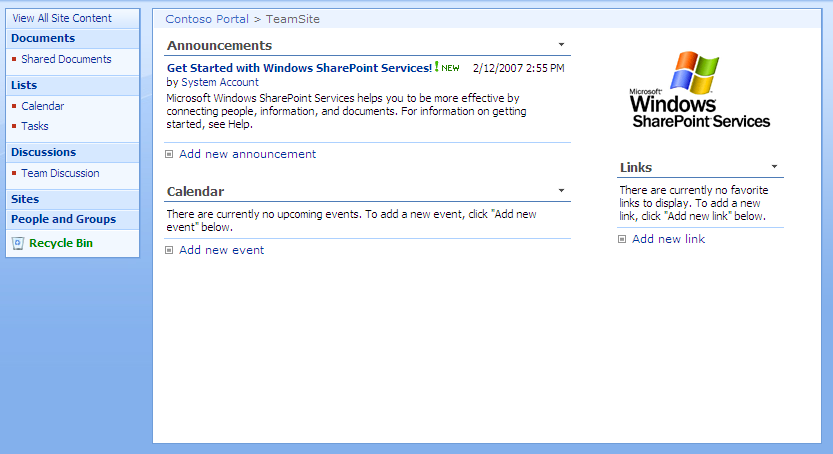 View All Site Content
Documents
Shared Documents
Lists
Calendar
Tasks
Discussions
Team Discussion
Sites
People and Groups
Recycle Bin
Contoso Portal > TeamSite
Announcements
Get Started with Windows SharePoint Services! ! NEW 2/12/2007 2:55 PM
by System Account
Microsoft Windows SharePoint Services helps you to be more effective by
connecting people, information, and documents. For information on getting
started, see Help.
Add new announcement
Calendar
There are currently no upcoming events. To add a new event, click "Add new
event" below.
Add new event
Microsoft
Windows
SharePoint Services
Links
There are currently no favorite
links to display. To add a new
link, click "Add new link" below.
Add new link